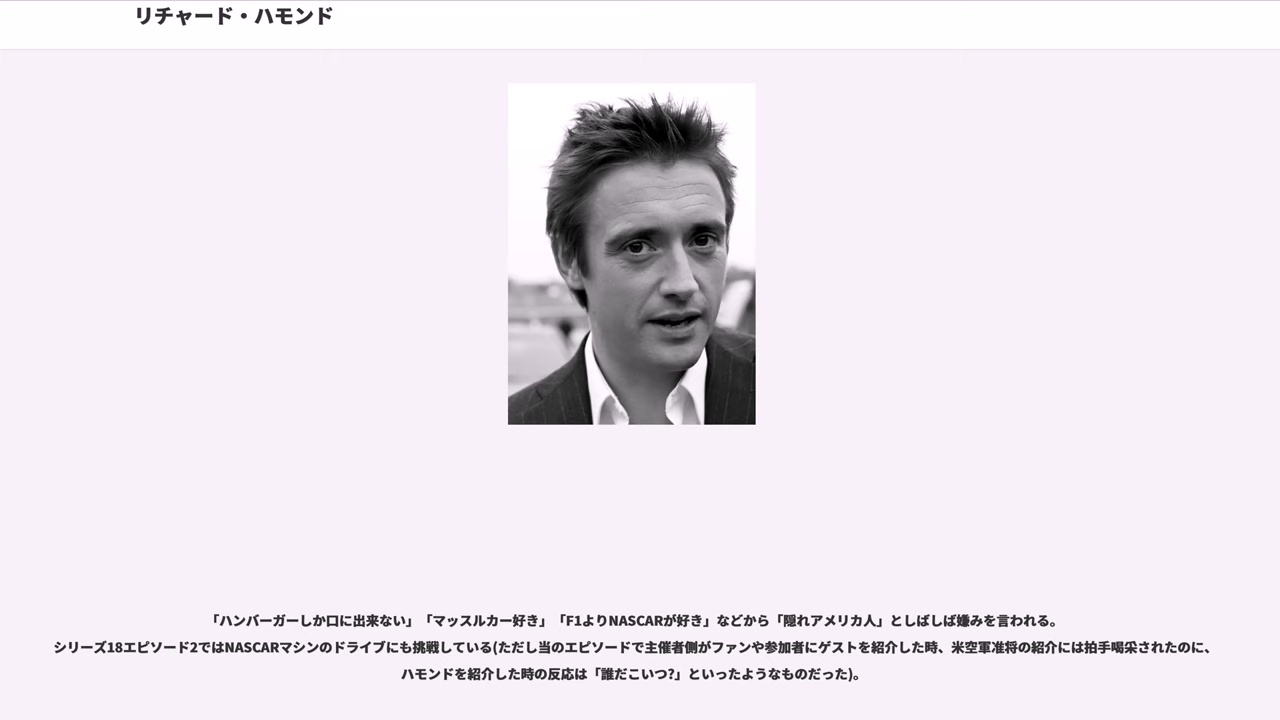 リチャード・ハモンド
「ハンバーガーしか口に出来ない」「マッスルカー好き」「F1よりNASCARが好き」などから「隠れアメリカ人」としばしば嫌みを言われる。
シリーズ18エピソード2ではNASCARマシンのドライブにも挑戦している(ただし当のエピソードで主催者側がファンや参加者にゲストを紹介した時、米空軍准将の紹介には拍手喝采されたのに、
ハモンドを紹介した時の反応は「誰だこいつ?」といったようなものだった)。